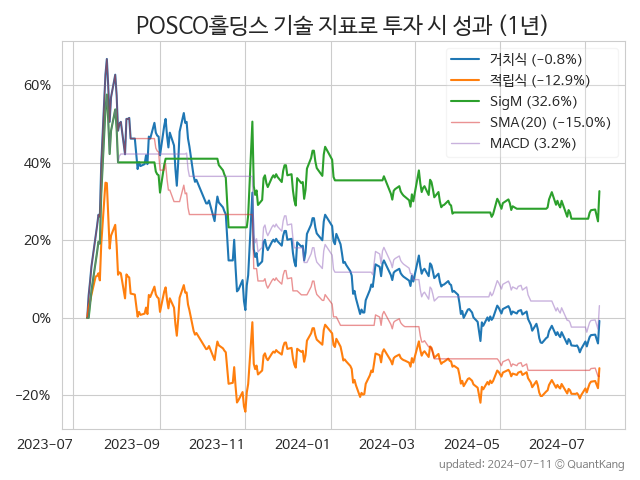 POSCO홀딩스 기술 지표로 투자 시 성과 (1년)
거치식 (−0.8%)
적립식 (−12.9%)
SigM (32.6%)
SMA(20) (−15.0%)
MACD (3.2%)
60%
40%
20%
0%
−20%
2023-07 2023-09 2023-11 2024-01 2024-03 2024-05 2024-07
updated: 2024-07-11 © QuantKang